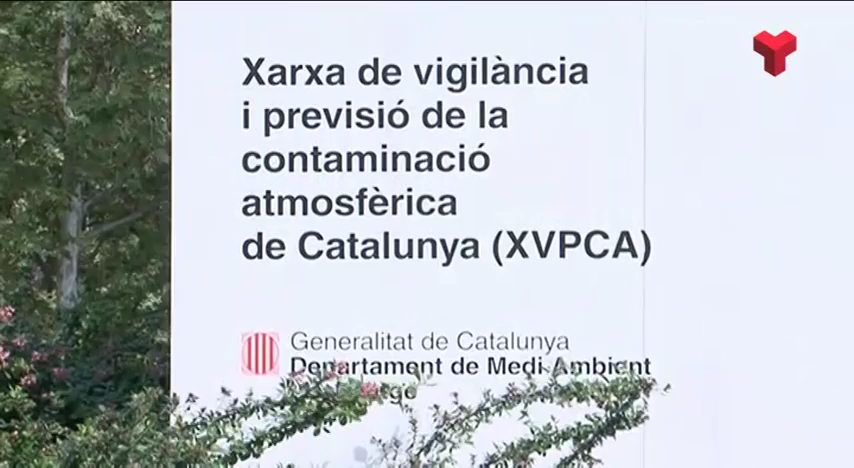 Xarxa de vigilància
i previsió de la
contaminació
atmosfèrica
de Catalunya (XVPCA)
Generalitat de Catalunya
Departament de Medi Ambient